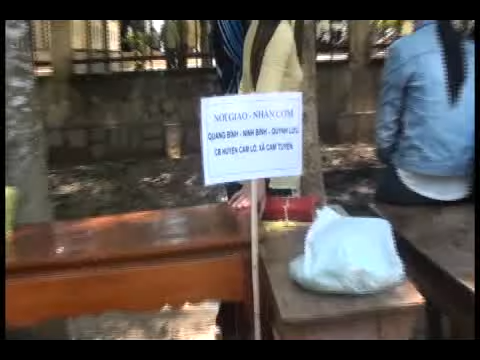 NƠI GIAO - NHẬN CƠM
QUẢNG BÌNH - NINH BÌNH - QUỲNH LƯU
CB HUYỆN CAM LỘ, XÃ CAM TUYỀN